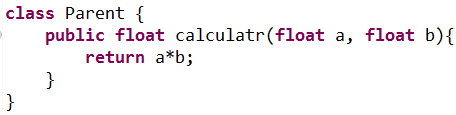 class Parent {
    public float calculatr(float a, float b){
        return a*b;
    }
}